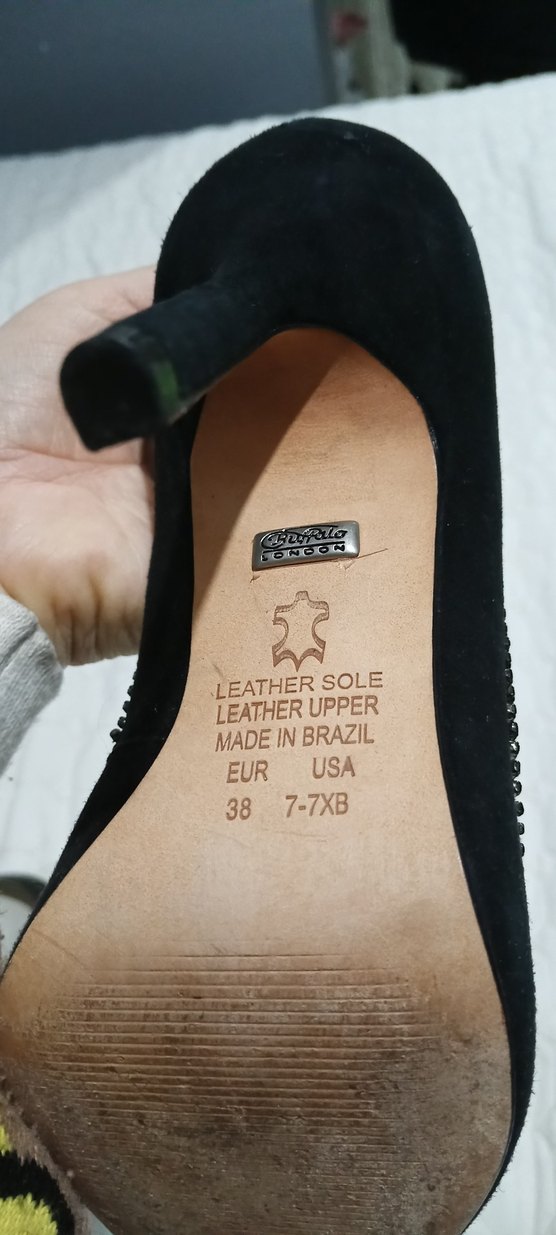 Buffalo
LONDON
LEATHER SOLE
LEATHER UPPER
MADE IN BRAZIL
EUR USA
38 7-7XB